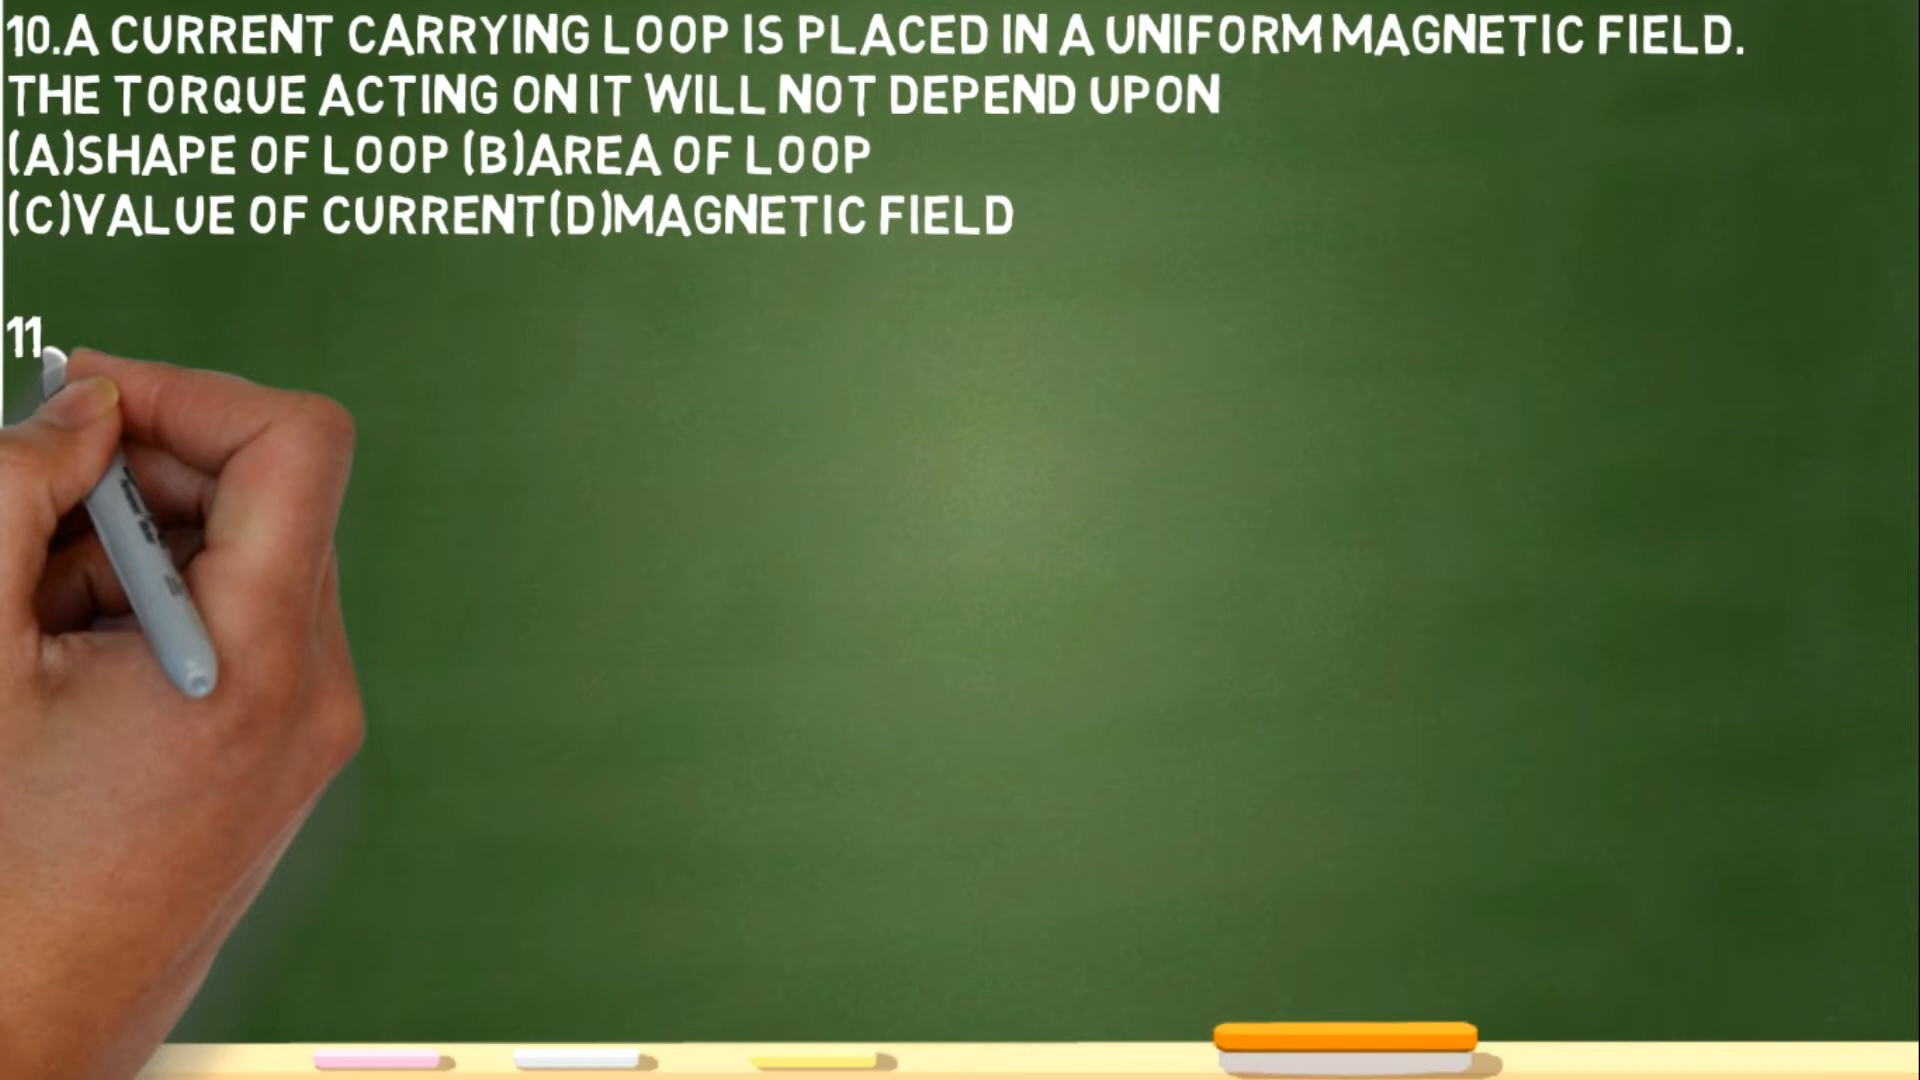 10.A CURRENT CARRYING LOOP IS PLACED IN A UNIFORM MAGNETIC FIELD.
THE TORQUE ACTING ON IT WILL NOT DEPEND UPON
(A)SHAPE OF LOOP (B)AREA OF LOOP
(C)VALUE OF CURRENT(D)MAGNETIC FIELD
11.